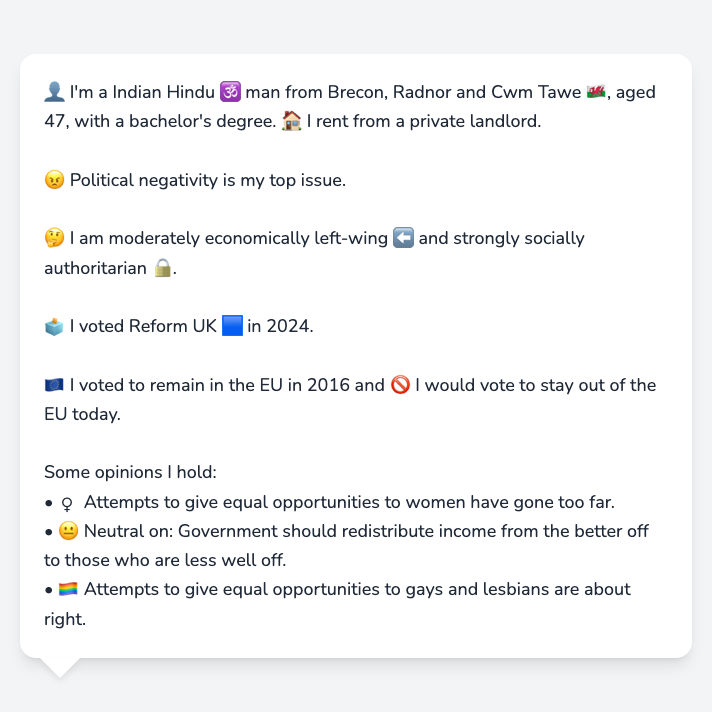 👤 I'm a Indian Hindu 🕉️ man from Brecon, Radnor and Cwm Tawe 🏴󠁧󠁢󠁷󠁬󠁳󠁿, aged
47, with a bachelor's degree. 🏠 I rent from a private landlord.
😠 Political negativity is my top issue.
🤔 I am moderately economically left-wing ⬅️ and strongly socially
authoritarian 🔒.
🗳️ I voted Reform UK 🟦 in 2024.
🇪🇺 I voted to remain in the EU in 2016 and 🚫 I would vote to stay out of the
EU today.
Some opinions I hold:
• ♀ Attempts to give equal opportunities to women have gone too far.
• 😐 Neutral on: Government should redistribute income from the better off
to those who are less well off.
• 🏳️‍🌈 Attempts to give equal opportunities to gays and lesbians are about
right.